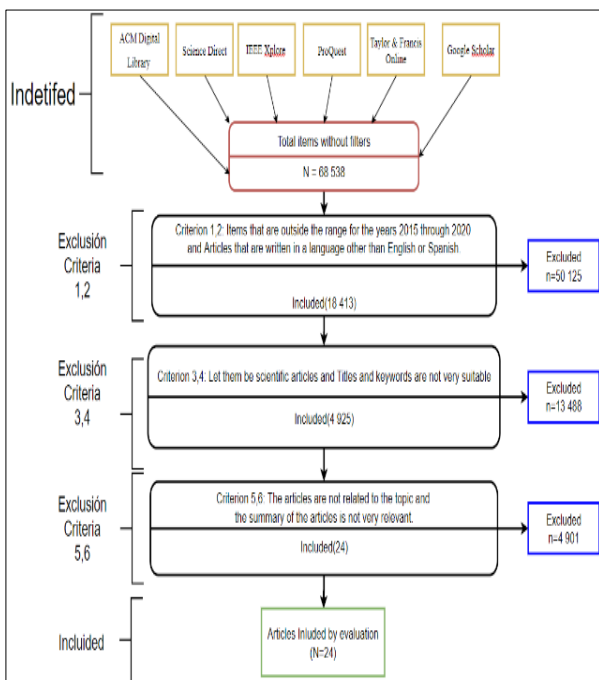 ACM Digital
Library
Science Direct
IEEE Xplore
ProQuest
Taylor & Francis
Online
Google Scholar
Indetifed
Total items without filters
N = 68 538
Exclusión
Criteria
1,2
Criterion 1,2: Items that are outside the range for the years 2015 through 2020
and Articles that are written in a language other than English or Spanish.
Included(18 413)
Excluded
n=50 125
Exclusión
Criteria
3,4
Criterion 3,4: Let them be scientific articles and Titles and keywords are not very suitable
Included(4 925)
Excluded
n=13 488
Exclusión
Criteria
5,6
Criterion 5,6: The articles are not related to the topic and
the summary of the articles is not very relevant.
Included(24)
Excluded
n=4 901
Incluided
Articles Inluded by evaluation
(N=24)